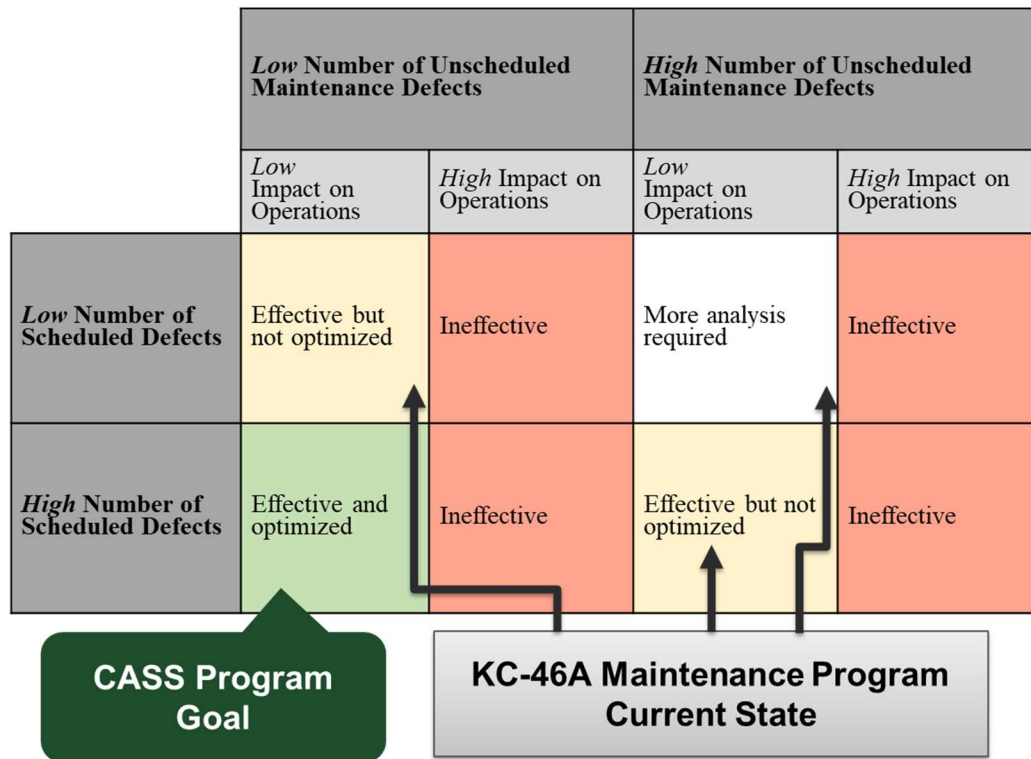 Low Number of Unscheduled
Maintenance Defects
High Number of Unscheduled
Maintenance Defects
Low
Impact on
Operations
High Impact on
Operations
Low
Impact on
Operations
High Impact on
Operations
Low Number of
Scheduled Defects
Effective but
not optimized
Ineffective
More analysis
required
Ineffective
High Number of
Scheduled Defects
Effective and
optimized
Ineffective
Effective but not
optimized
Ineffective
CASS Program
Goal
KC-46A Maintenance Program
Current State